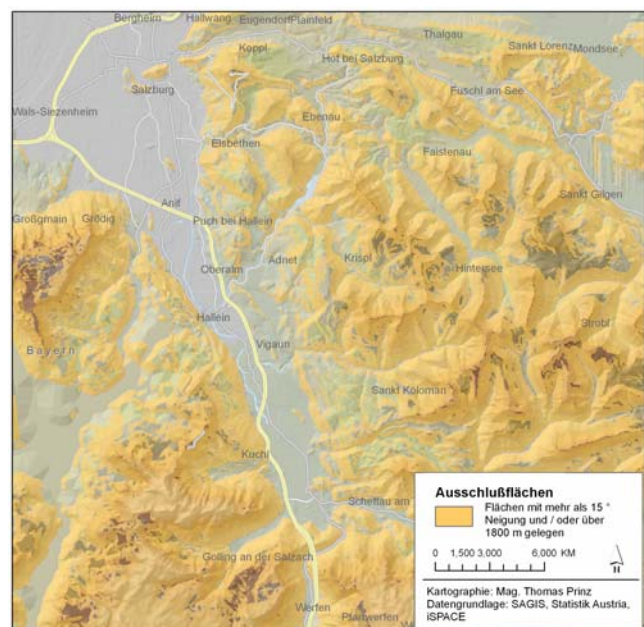 Bergheim
Hallwang
Eugendorf
Plainfeld
Koppl
Thalgau
Sankt Lorenz
Mondsee
Hof bei Salzburg
Salzburg
Fuschl am See
Wals-Siezenheim
Ebenau
Elsbethen
Faistenau
Sankt Gilgen
Anif
Großgmain
Grödig
Puch bei Hallein
Adnet
Krispl
Oberalm
Hintersee
Hallein
Strobl
Bayern
Vigaun
Sankt Koloman
Kuchl
Scheffau am
Golling an der Salzach
Werfen
Pfarrwerfen
Ausschlußflächen
Flächen mit mehr als 15 °
Neigung und / oder über
1800 m gelegen
0 1,500 3,000 6,000 KM
N
Kartographie: Mag. Thomas Prinz
Datengrundlage: SAGIS, Statistik Austria,
iSPACE